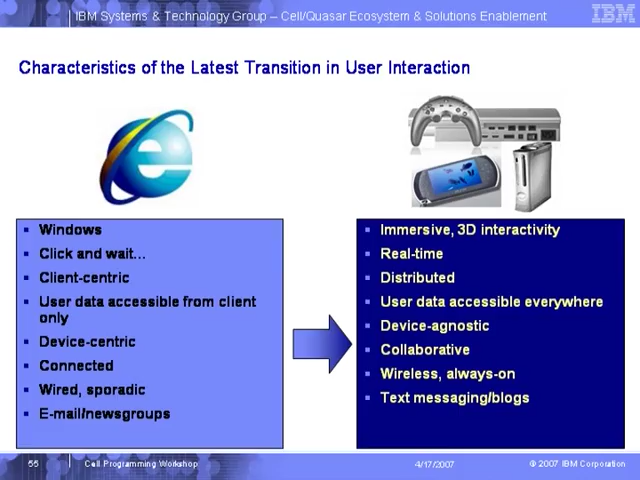 IBM Systems & Technology Group – Cell/Quasar Ecosystem & Solutions Enablement
IBM
Characteristics of the Latest Transition in User Interaction
Windows
Click and wait...
Client-centric
User data accessible from client
only
Device-centric
Connected
Wired, sporadic
E-mail/newsgroups
Immersive, 3D interactivity
Real-time
Distributed
User data accessible everywhere
Device-agnostic
Collaborative
Wireless, always-on
Text messaging/blogs
55
Cell Programming Workshop
4/17/2007
© 2007 IBM Corporation